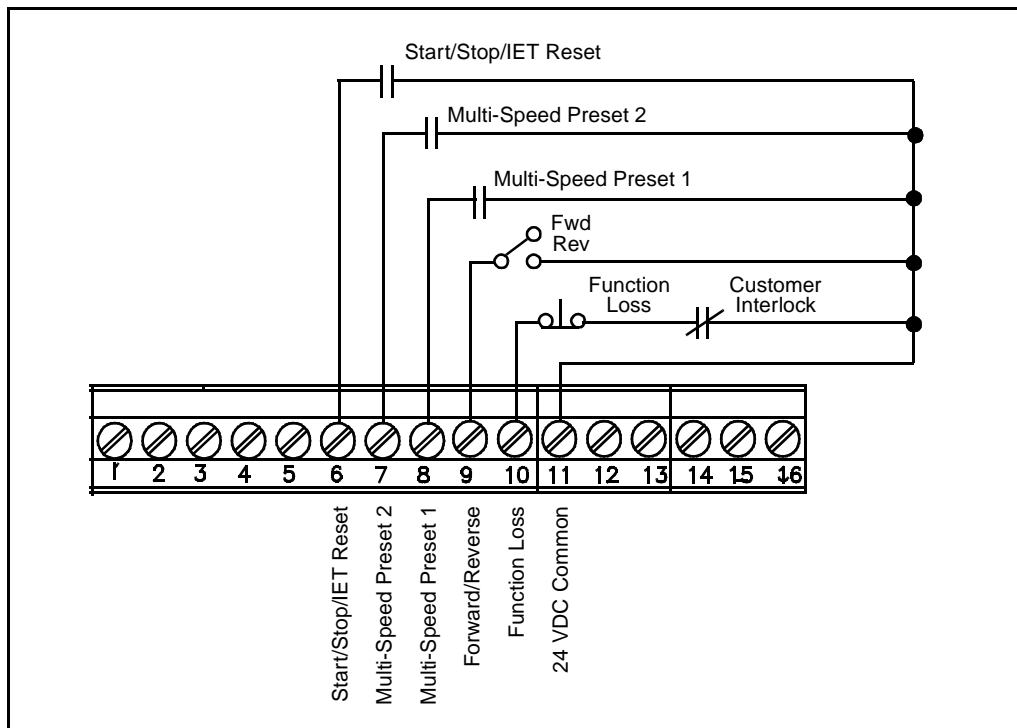 Start/Stop/IET Reset
Multi-Speed Preset 2
Multi-Speed Preset 1
Fwd
Rev
Function
Loss
Customer
Interlock
1 2 3 4 5 6 7 8 9 10 11 12 13 14 15 16
Start/Stop/IET Reset
Multi-Speed Preset 2
Multi-Speed Preset 1
Forward/Reverse
Function Loss
24 VDC Common